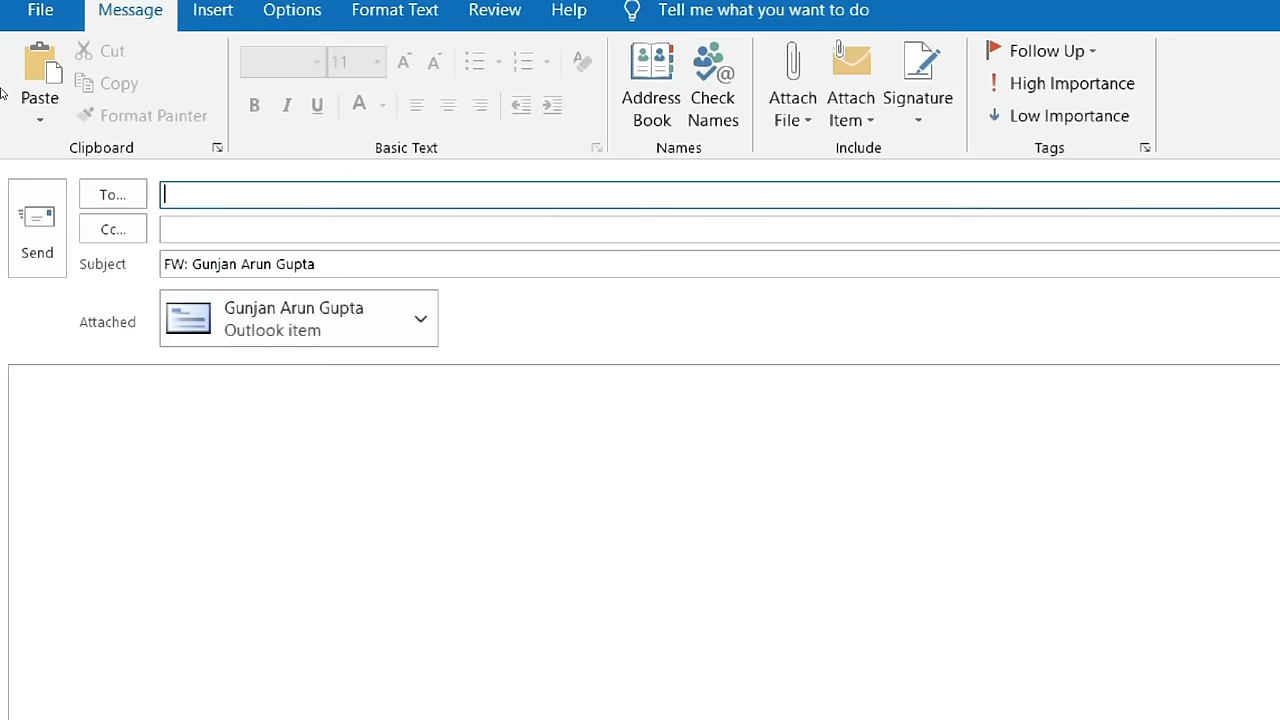 File Message Insert Options Format Text Review Help Tell me what you want to do
Paste
Cut
Copy
Format Painter
Clipboard
11
B I U A
Basic Text
Address Book
Check Names
Names
Attach File
Attach Item
Signature
Include
Follow Up
High Importance
Low Importance
Tags
Send
To...
Cc...
Subject FW: Gunjan Arun Gupta
Attached
Gunjan Arun Gupta
Outlook item